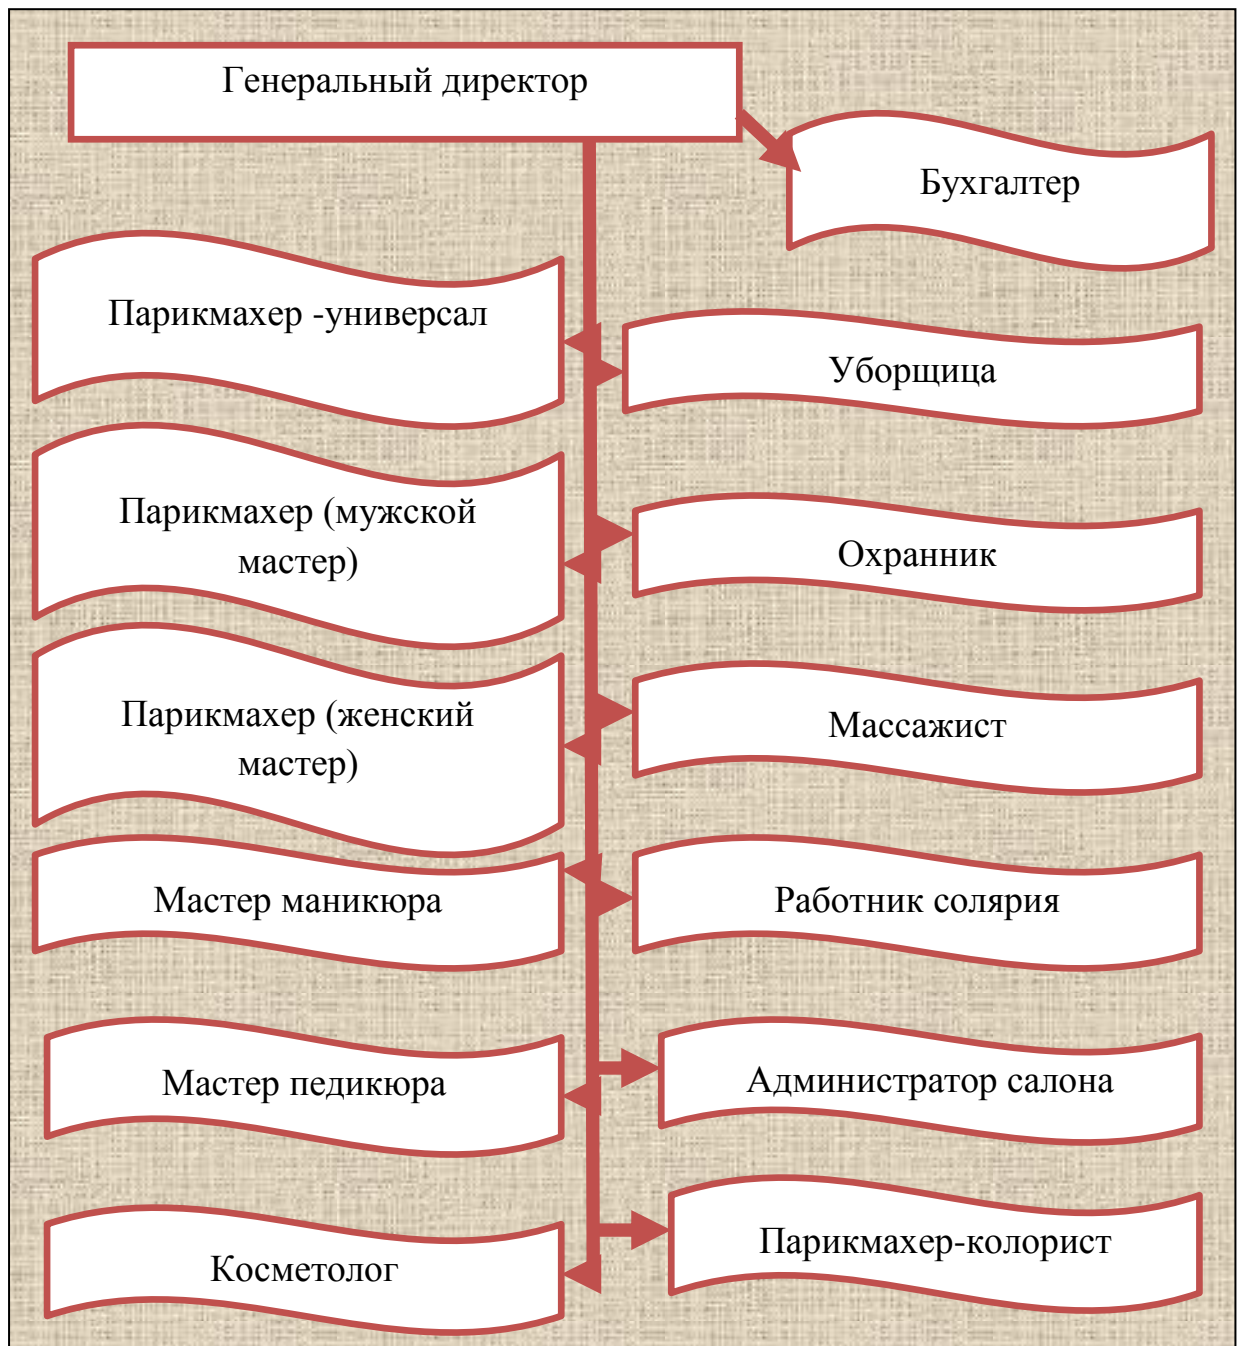 Генеральный директор
Бухгалтер
Парикмахер -универсал
Уборщица
Парикмахер (мужской
мастер)
Охранник
Парикмахер (женский
мастер)
Массажист
Мастер маникюра
Работник солярия
Мастер педикюра
Администратор салона
Косметолог
Парикмахер-колорист